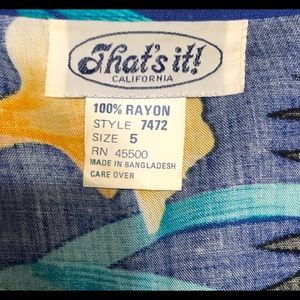 That's it!
CALIFORNIA
100% RAYON
STYLE 7472
SIZE 5
RN 45500
MADE IN BANGLADESH
CARE OVER